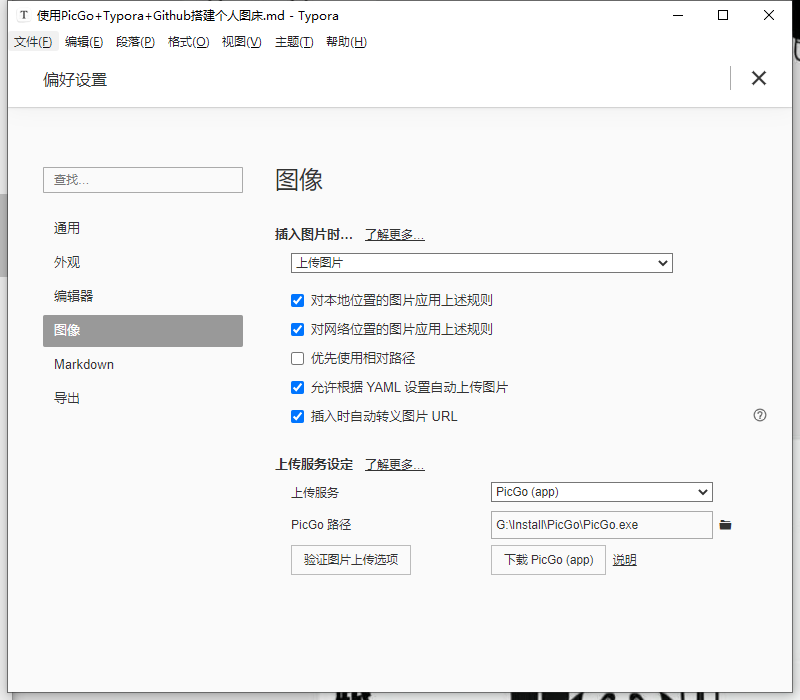 使用PicGo+Typora+Github搭建个人图床.md - Typora
文件(F) 编辑(E) 段落(P) 格式(O) 视图(V) 主题(T) 帮助(H)
偏好设置
查找...
通用
外观
编辑器
图像
Markdown
导出
图像
插入图片时... 了解更多...
上传图片
对本地位置的图片应用上述规则
对网络位置的图片应用上述规则
优先使用相对路径
允许根据 YAML 设置自动上传图片
插入时自动转义图片 URL
上传服务设定 了解更多...
上传服务 PicGo (app)
PicGo 路径 G:\Install\PicGo\PicGo.exe
验证图片上传选项 下载 PicGo (app) 说明